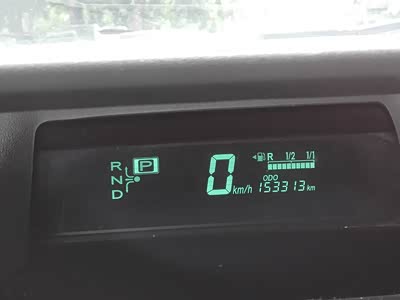 R P
N
D
0 km/h
R 1/2 1/1
ODO
153313 km